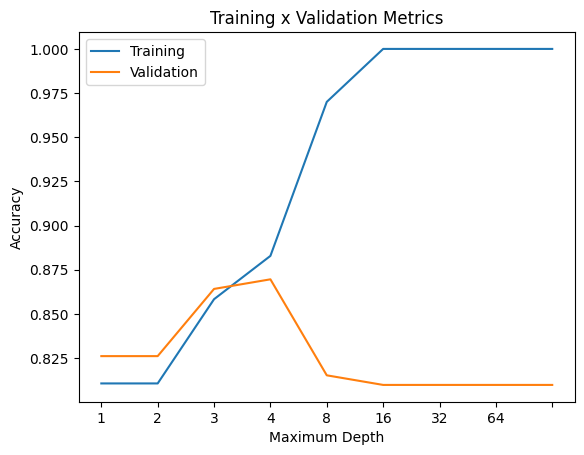 Training x Validation Metrics
Training
Validation
1.000
0.975
0.950
0.925
0.900
0.875
0.850
0.825
Accuracy
1 2 3 4 8 16 32 64
Maximum Depth